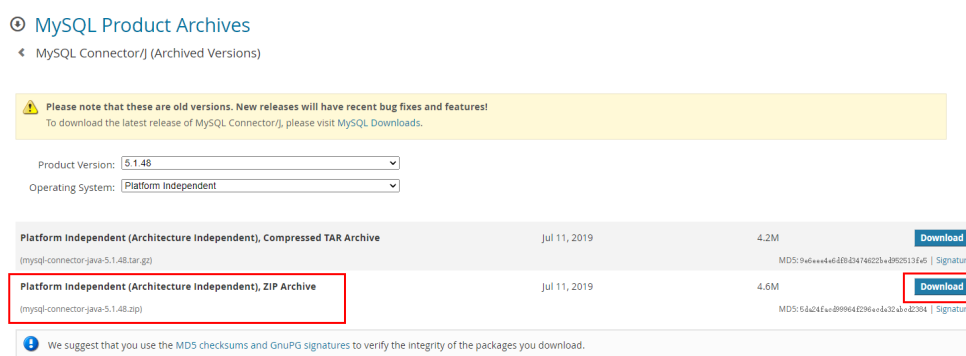 MySQL Product Archives
MySQL Connector/J (Archived Versions)
Please note that these are old versions. New releases will have recent bug fixes and features!
To download the latest release of MySQL Connector/J, please visit MySQL Downloads.
Product Version: 5.1.48
Operating System: Platform Independent
Platform Independent (Architecture Independent), Compressed TAR Archive Jul 11, 2019 4.2M Download
(mysql-connector-java-5.1.48.tar.gz) MD5: | Signatur
Platform Independent (Architecture Independent), ZIP Archive Jul 11, 2019 4.6M Download
(mysql-connector-java-5.1.48.zip) MD5: | Signatur
We suggest that you use the MD5 checksums and GnuPG signatures to verify the integrity of the packages you download.